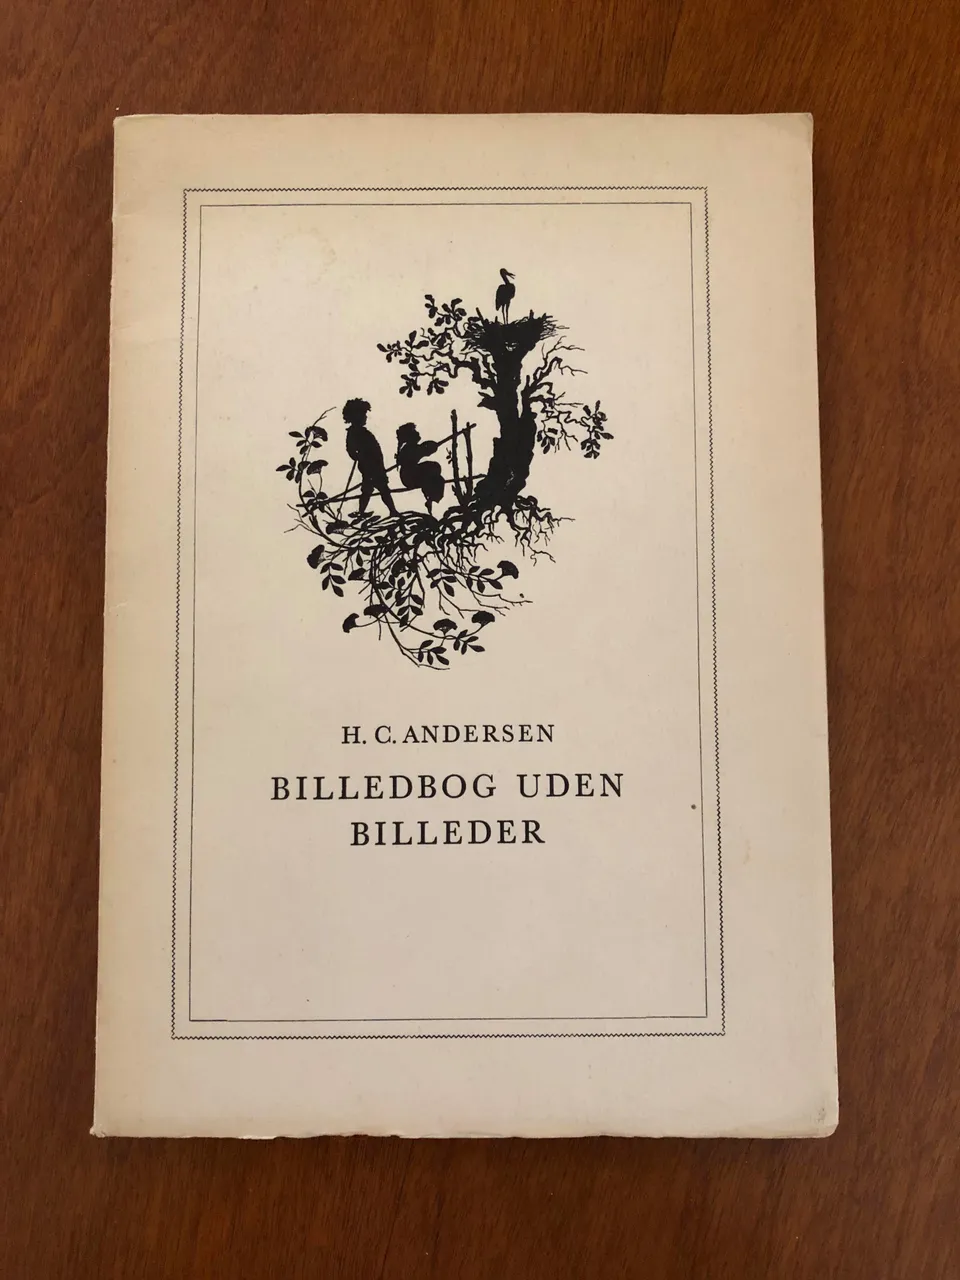 H. C. ANDERSEN
BILLEDBOG UDEN
BILLEDER